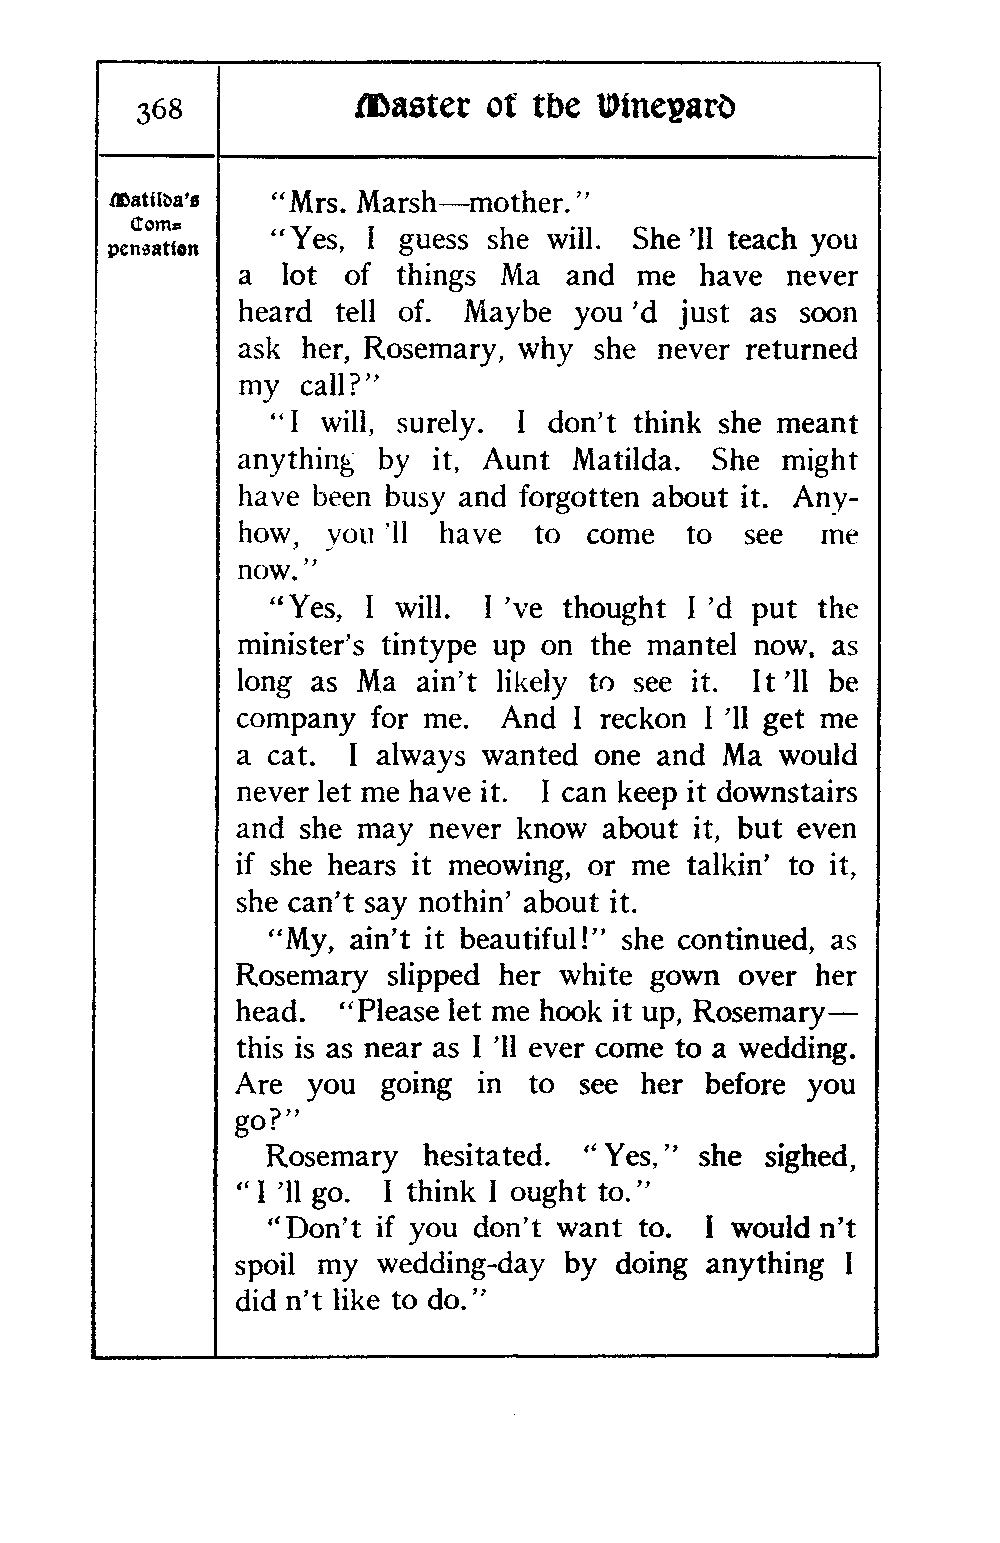 368
Master of the Vineyard
Matilda's
Com-
pensation
"Mrs. Marsh—mother."
"Yes, I guess she will. She 'll teach you
a lot of things Ma and me have never
heard tell of. Maybe you 'd just as soon
ask her, Rosemary, why she never returned
my call?"
"I will, surely. I don't think she meant
anything by it, Aunt Matilda. She might
have been busy and forgotten about it. Any-
how, you 'll have to come to see me
now."
"Yes, I will. I 've thought I 'd put the
minister's tintype up on the mantel now, as
long as Ma ain't likely to see it. It 'll be
company for me. And I reckon I 'll get me
a cat. I always wanted one and Ma would
never let me have it. I can keep it downstairs
and she may never know about it, but even
if she hears it meowing, or me talkin' to it,
she can't say nothin' about it.
"My, ain't it beautiful!" she continued, as
Rosemary slipped her white gown over her
head. "Please let me hook it up, Rosemary—
this is as near as I 'll ever come to a wedding.
Are you going in to see her before you
go?"
Rosemary hesitated. "Yes," she sighed,
"I 'll go. I think I ought to."
"Don't if you don't want to. I would n't
spoil my wedding-day by doing anything I
did n't like to do."